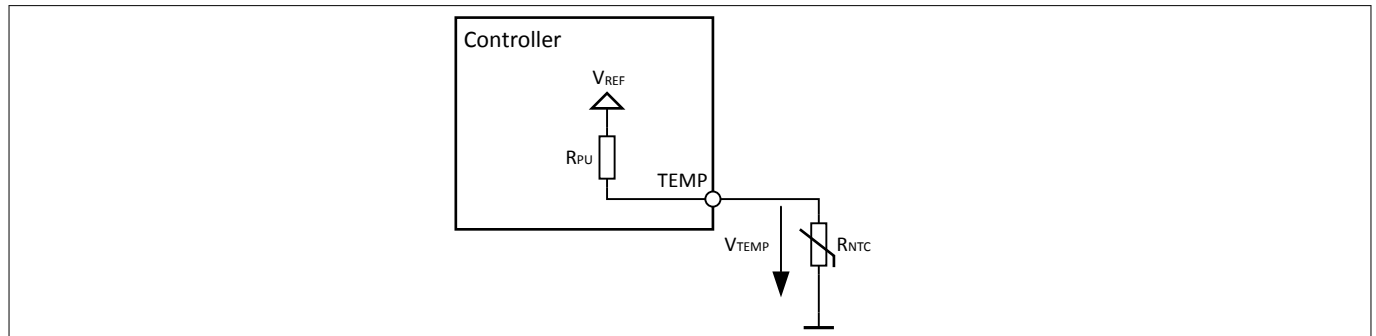 Controller
VREF
RPU
TEMP
VTEMP
RNTC